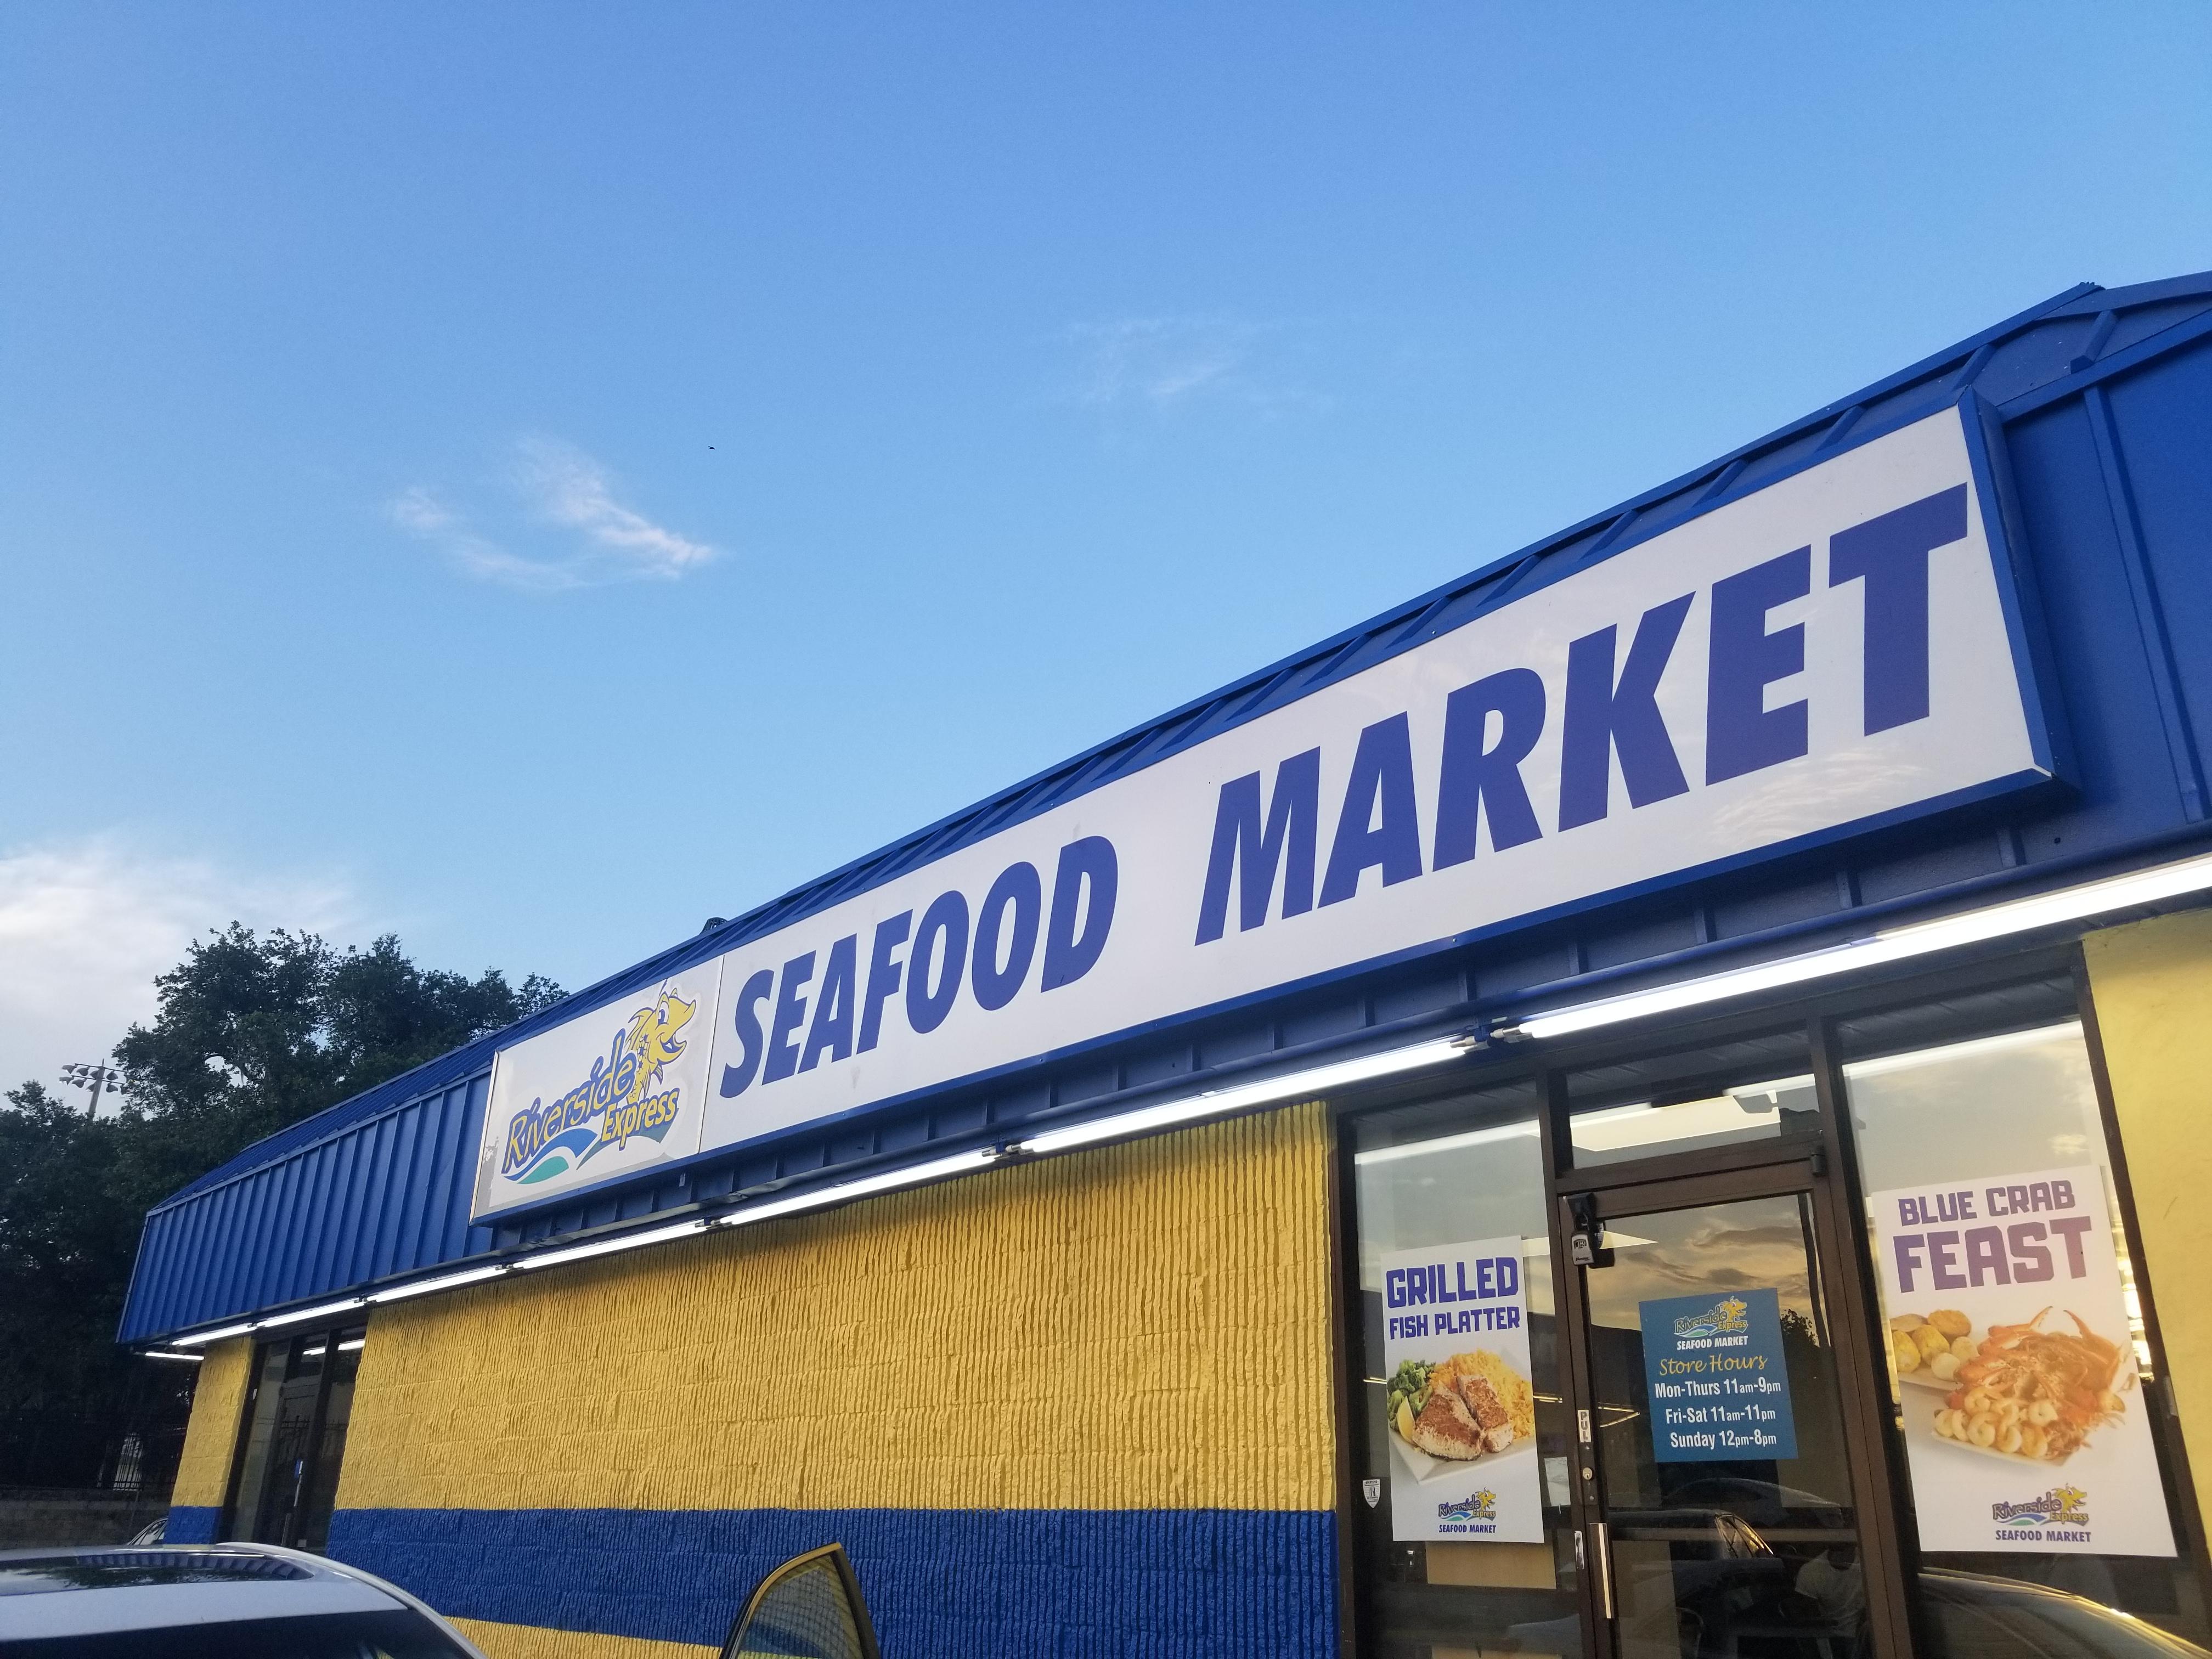 Riverside
Express
SEAFOOD MARKET
GRILLED
FISH PLATTER
Riverside
Express
SEAFOOD MARKET
PULL
Riverside
Express
SEAFOOD MARKET
Store Hours
Mon-Thurs 11am-9pm
Fri-Sat 11am-11pm
Sunday 12pm-8pm
BLUE CRAB
FEAST
Riverside
Express
SEAFOOD MARKET